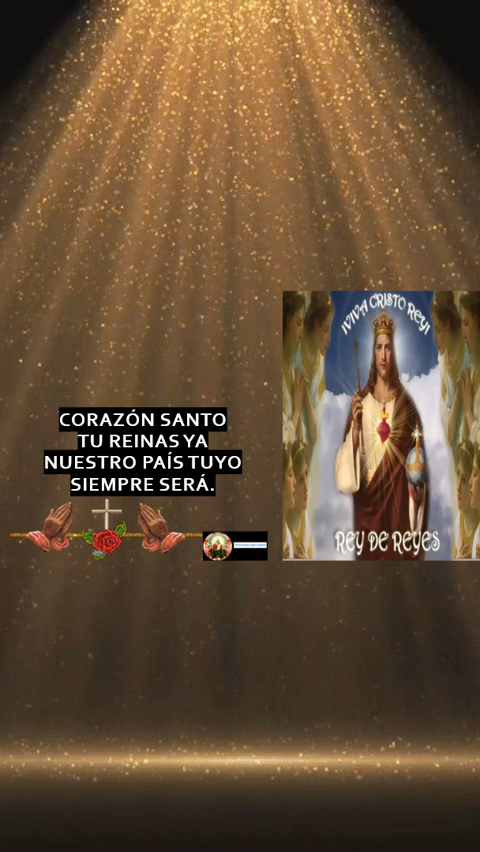 ¡VIVA CRISTO REY!
CORAZÓN SANTO
TU REINAS YA
NUESTRO PAÍS TUYO
SIEMPRE SERÁ.
REY DE REYES